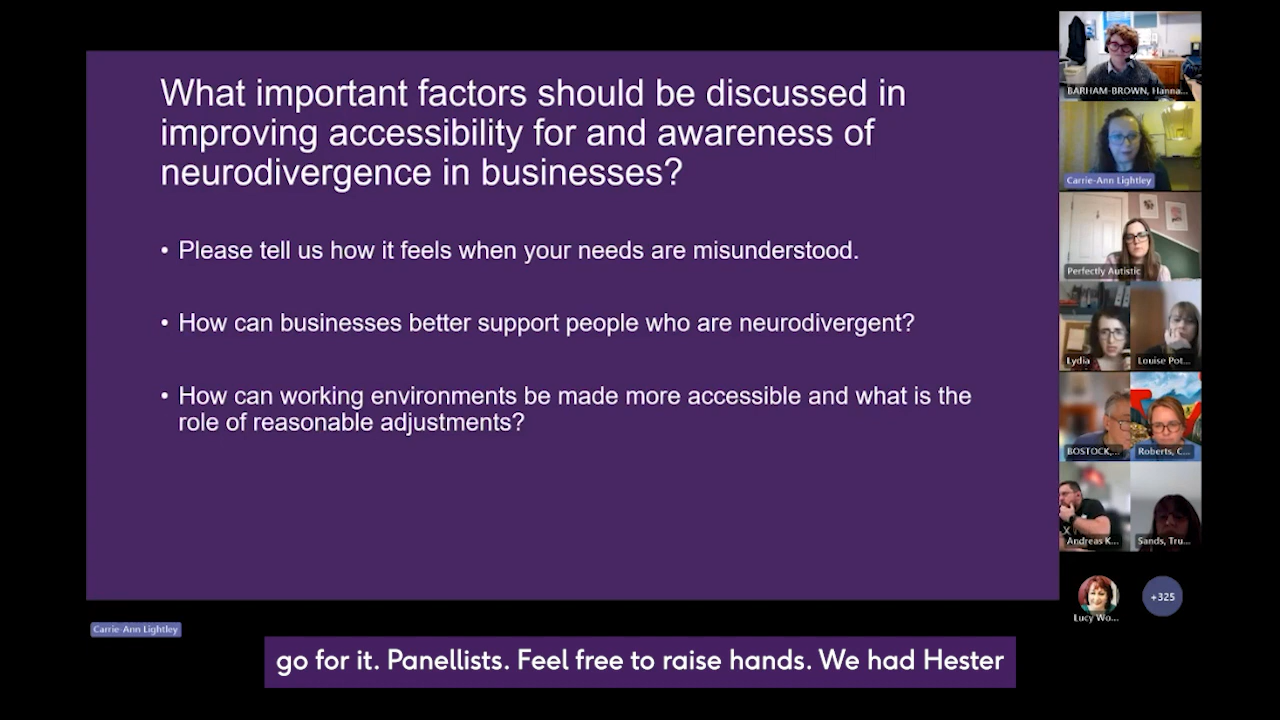 What important factors should be discussed in
improving accessibility for and awareness of
neurodivergence in businesses?
• Please tell us how it feels when your needs are misunderstood.
• How can businesses better support people who are neurodivergent?
• How can working environments be made more accessible and what is the
role of reasonable adjustments?
BARHAM-BROWN, Hanna...
Carrie-Ann Lightley
Perfectly Autistic
Lydia
Louise Pot...
BOSTOCK,...
Roberts, C...
Andreas K...
Sands, Tru...
Lucy Wo...
+325
Carrie-Ann Lightley
go for it. Panellists. Feel free to raise hands. We had Hester